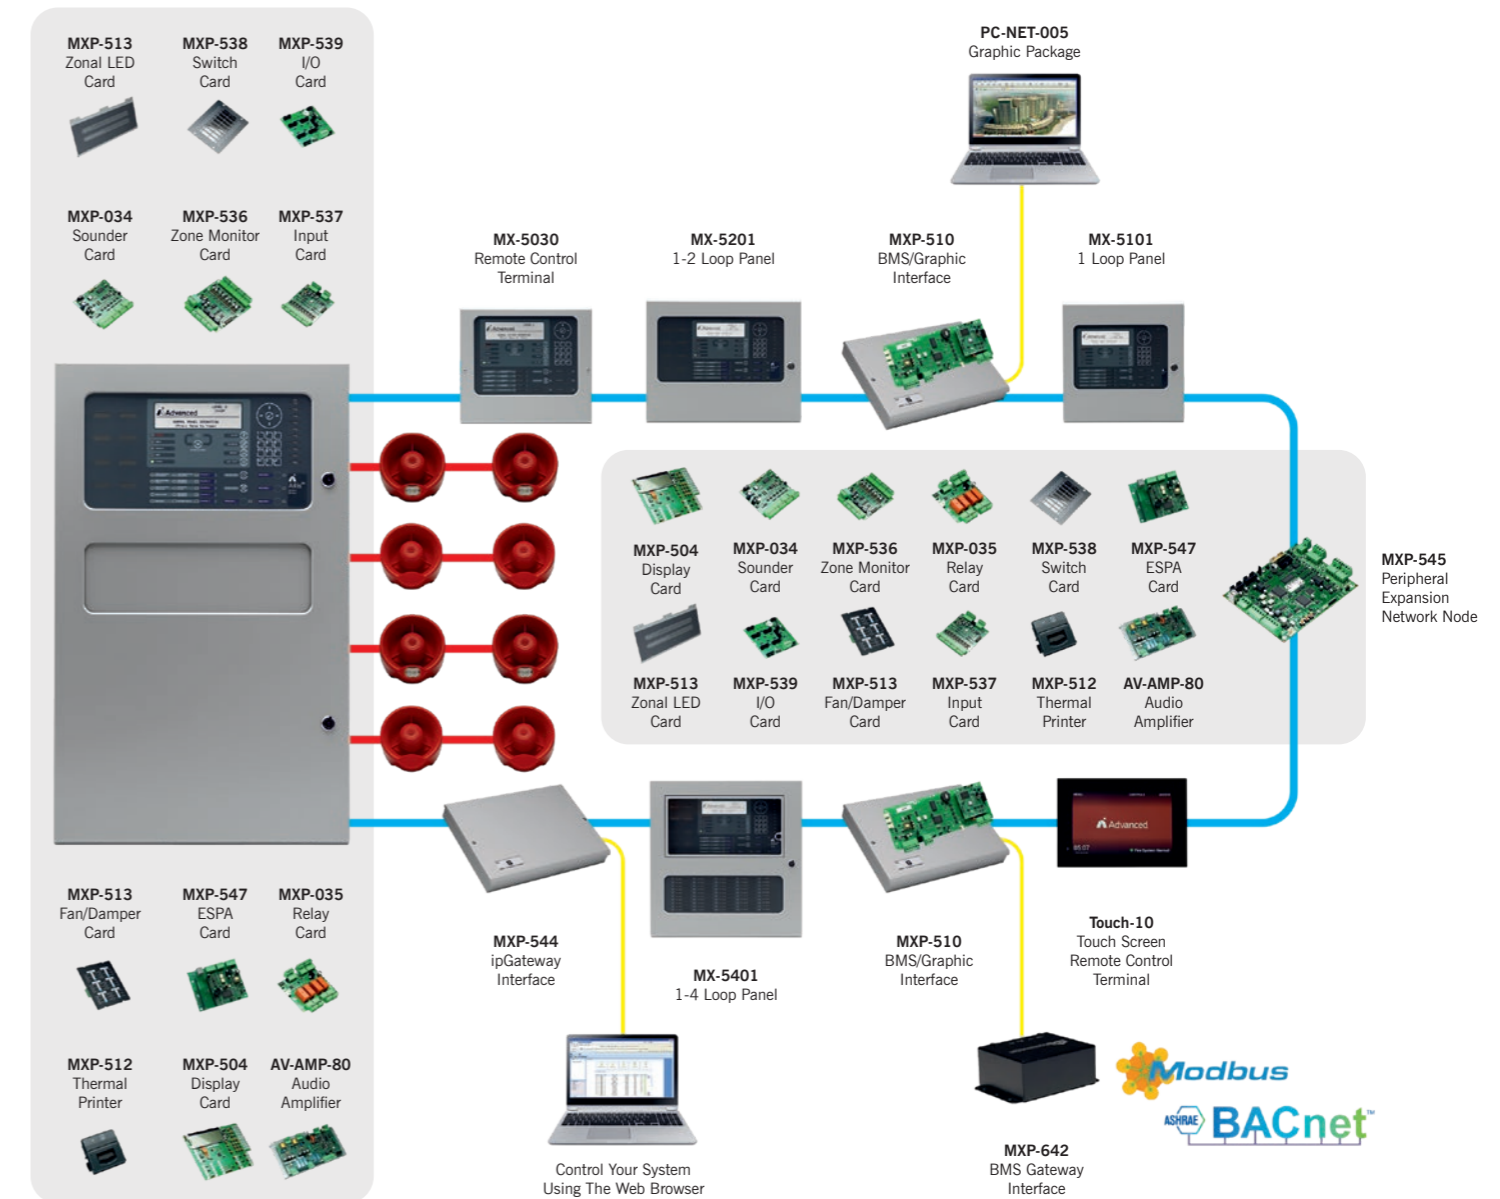 MXP-513
Zonal LED
Card
MXP-538
Switch
Card
MXP-539
I/O
Card
MXP-034
Sounder
Card
MXP-536
Zone Monitor
Card
MXP-537
Input
Card
PC-NET-005
Graphic Package
MX-5030
Remote Control
Terminal
MX-5201
1-2 Loop Panel
MXP-510
BMS/Graphic
Interface
MX-5101
1 Loop Panel
Advanced
MXP-504
Display
Card
MXP-034
Sounder
Card
MXP-536
Zone Monitor
Card
MXP-035
Relay
Card
MXP-538
Switch
Card
MXP-547
ESPA
Card
MXP-513
Zonal LED
Card
MXP-539
I/O
Card
MXP-513
Fan/Damper
Card
MXP-537
Input
Card
MXP-512
Thermal
Printer
AV-AMP-80
Audio
Amplifier
MXP-545
Peripheral
Expansion
Network Node
Advanced
MXP-544
ipGateway
Interface
MX-5401
1-4 Loop Panel
MXP-510
BMS/Graphic
Interface
Touch-10
Touch Screen
Remote Control
Terminal
MXP-513
Fan/Damper
Card
MXP-547
ESPA
Card
MXP-035
Relay
Card
MXP-512
Thermal
Printer
MXP-504
Display
Card
AV-AMP-80
Audio
Amplifier
Control Your System
Using The Web Browser
MXP-642
BMS Gateway
Interface
Modbus
ASHRAE BACnet™